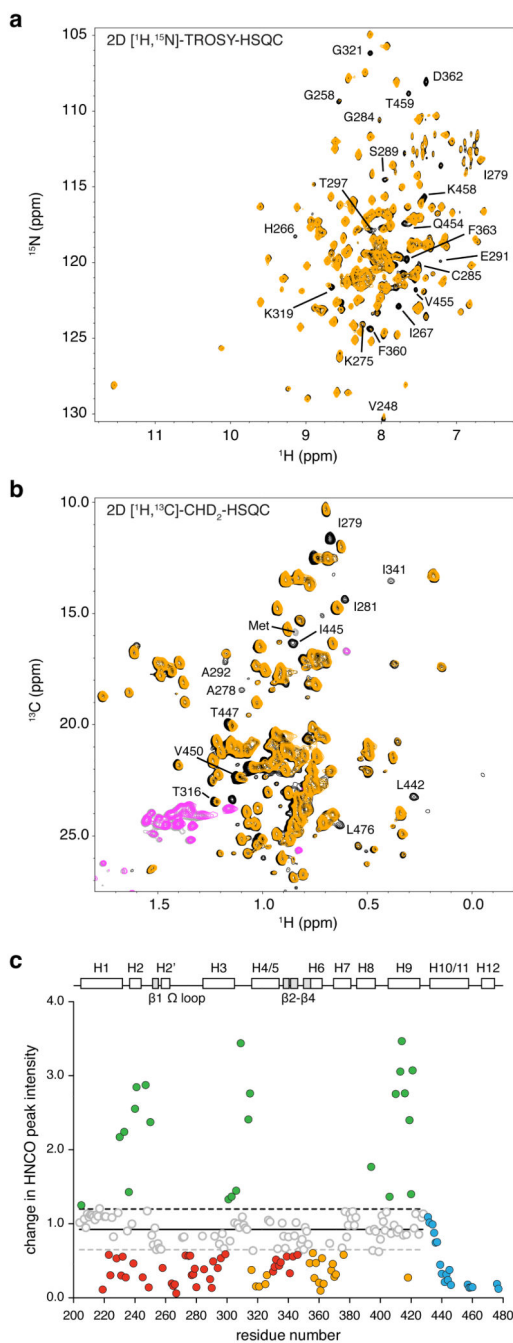 a
2D [¹H,¹⁵N]-TROSY-HSQC
105
110
115
120
125
130
¹⁵N (ppm)
G321
D362
G258
T459
G284
S289
I279
T297
K458
H266
Q454
F363
E291
C285
K319
V455
I267
K275
F360
V248
11
10
9
8
7
¹H (ppm)
b
2D [¹H,¹³C]-CHD₂-HSQC
10.0
15.0
20.0
25.0
¹³C (ppm)
I279
I341
I281
Met
I445
A292
A278
T447
V450
T316
L442
L476
1.5
1.0
0.5
0.0
¹H (ppm)
c
H1 H2 H2' H3 H4/5 H6 H7 H8 H9 H10/11 H12
β1 Ω loop β2-β4
4.0
3.0
2.0
1.0
0.0
change in HNCO peak intensity
200 220 240 260 280 300 320 340 360 380 400 420 440 460 480
residue number